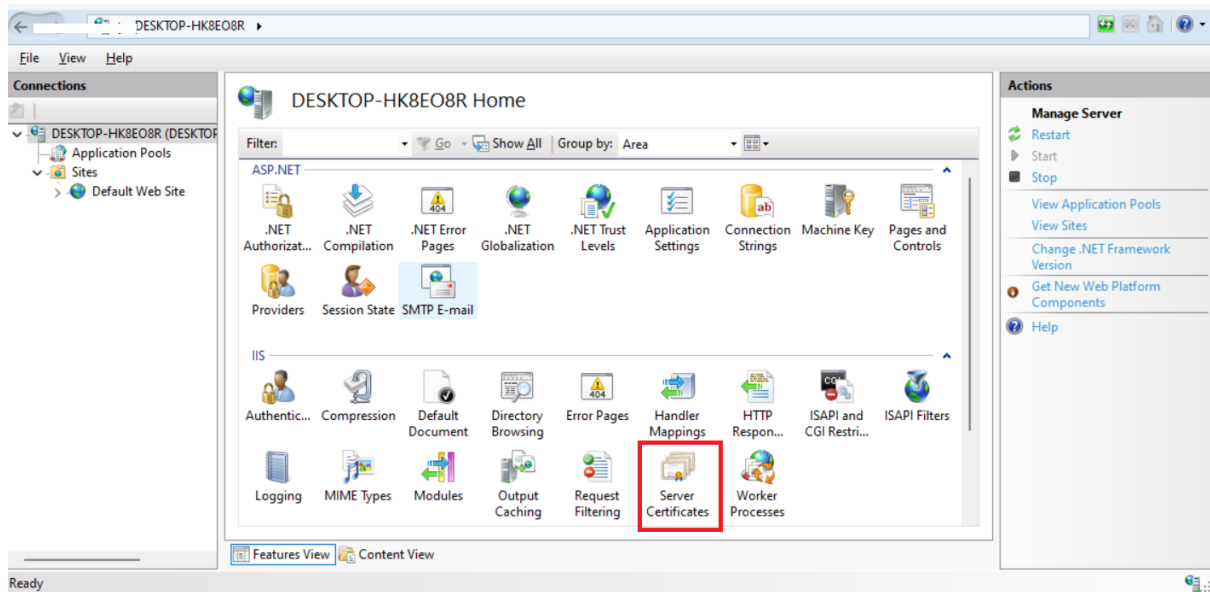 DESKTOP-HK8EO8R
File View Help
Connections
DESKTOP-HK8EO8R (DESKTOP
Application Pools
Sites
Default Web Site
DESKTOP-HK8EO8R Home
Filter: Go Show All Group by: Area
ASP.NET
.NET Authorizat...
.NET Compilation
404
.NET Error Pages
.NET Globalization
.NET Trust Levels
Application Settings
ab
Connection Strings
Machine Key
Pages and Controls
Providers
Session State
SMTP E-mail
IIS
Authentic...
Compression
Default Document
Directory Browsing
404
Error Pages
Handler Mappings
HTTP Respon...
CGI
ISAPI and CGI Restri...
ISAPI Filters
Logging
MIME Types
Modules
Output Caching
Request Filtering
Server Certificates
Worker Processes
Features View Content View
Actions
Manage Server
Restart
Start
Stop
View Application Pools
View Sites
Change .NET Framework
Version
Get New Web Platform
Components
Help
Ready